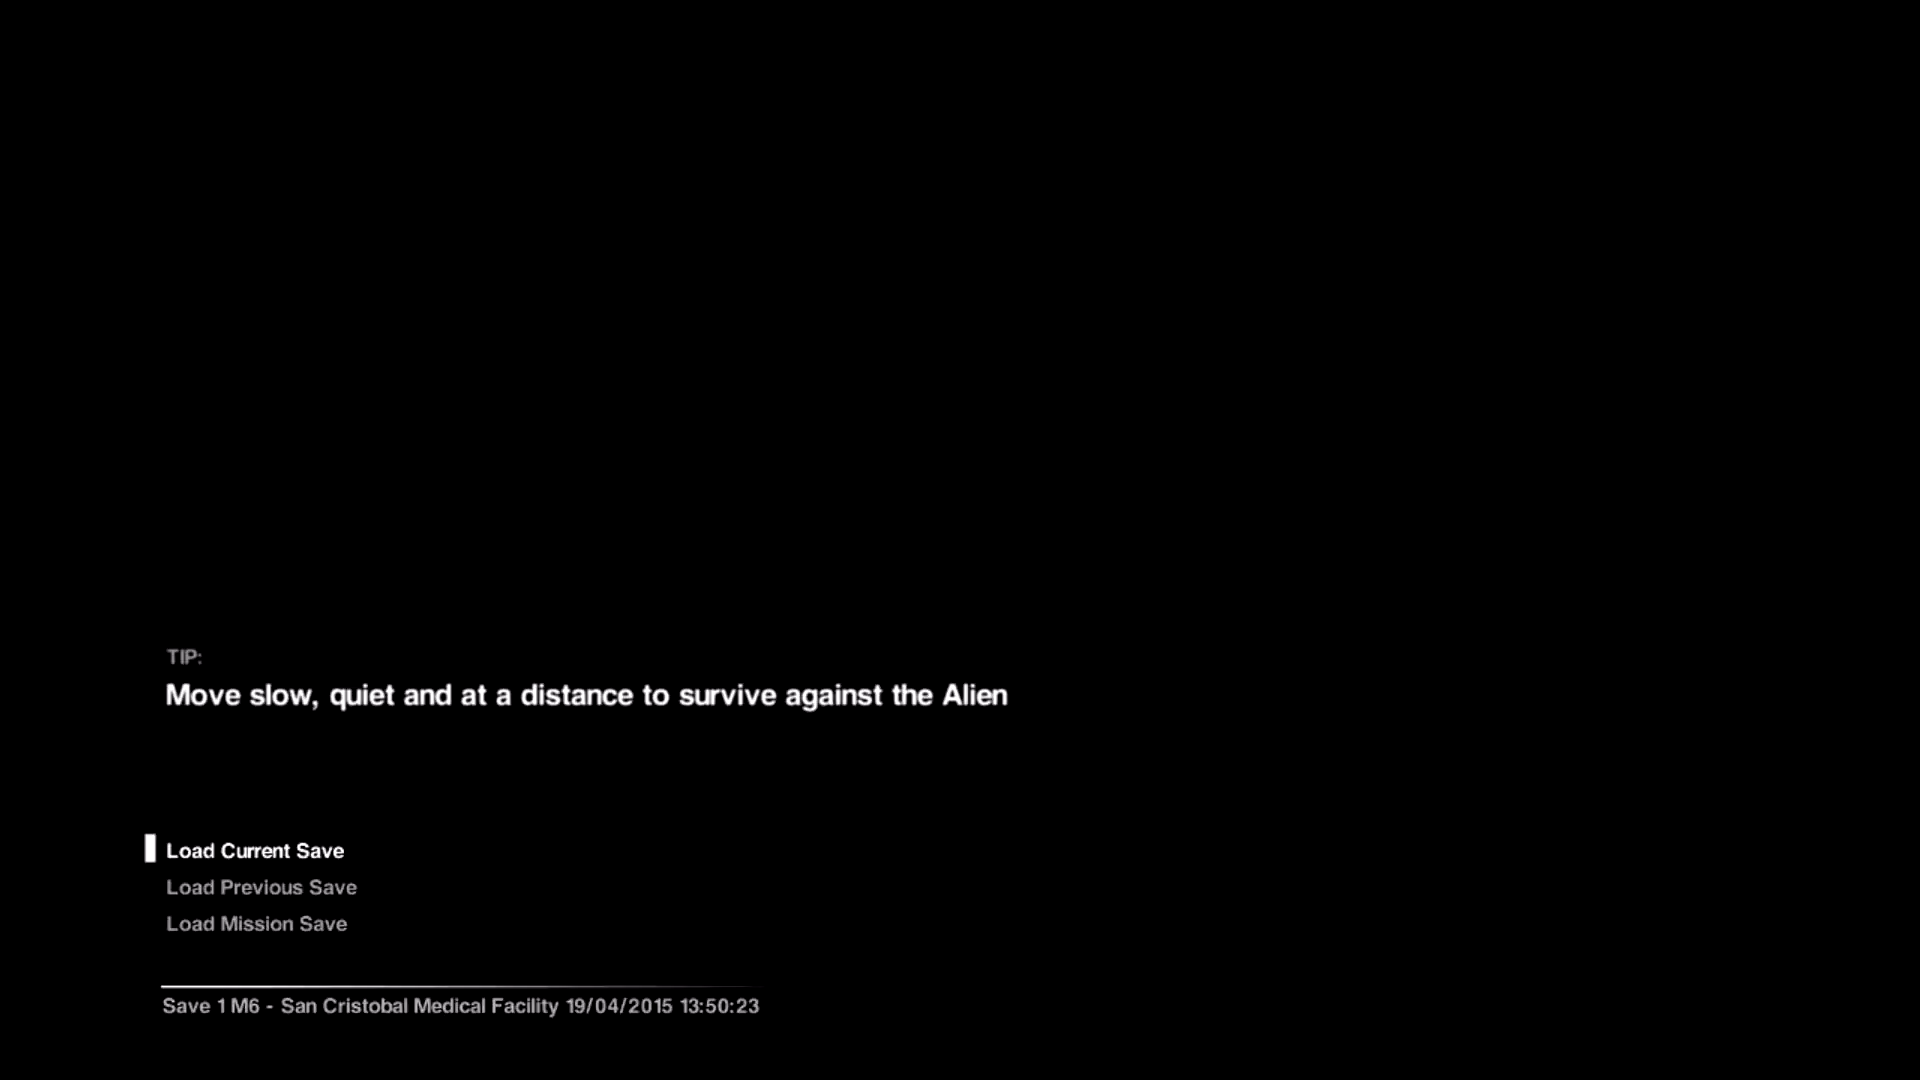 TIP:
Move slow, quiet and at a distance to survive against the Alien
Load Current Save
Load Previous Save
Load Mission Save
Save 1 M6 - San Cristobal Medical Facility 19/04/2015 13:50:23